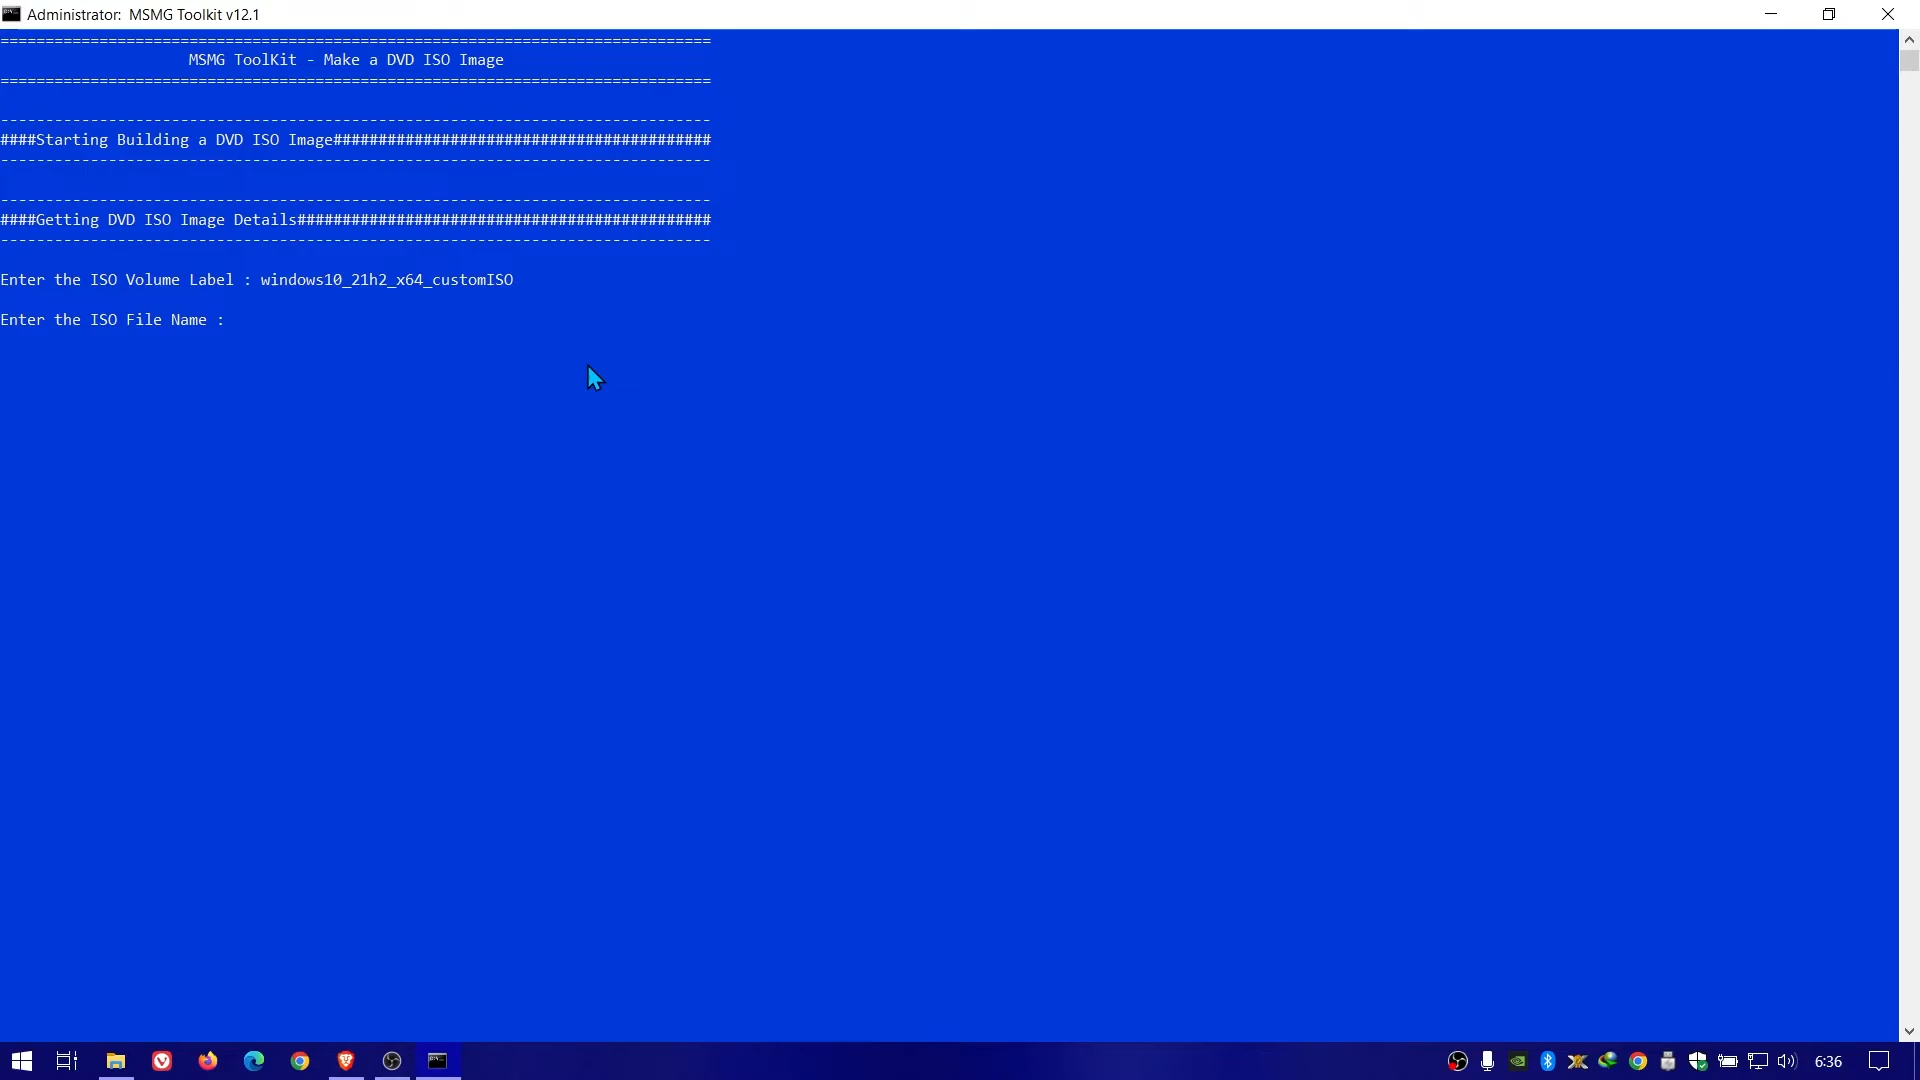 Administrator:  MSMG Toolkit v12.1
===============================================================================
MSMG ToolKit - Make a DVD ISO Image
===============================================================================
-------------------------------------------------------------------------------
####Starting Building a DVD ISO Image##########################################
-------------------------------------------------------------------------------
-------------------------------------------------------------------------------
####Getting DVD ISO Image Details##############################################
-------------------------------------------------------------------------------
Enter the ISO Volume Label : windows10_21h2_x64_customISO
Enter the ISO File Name :
6:36